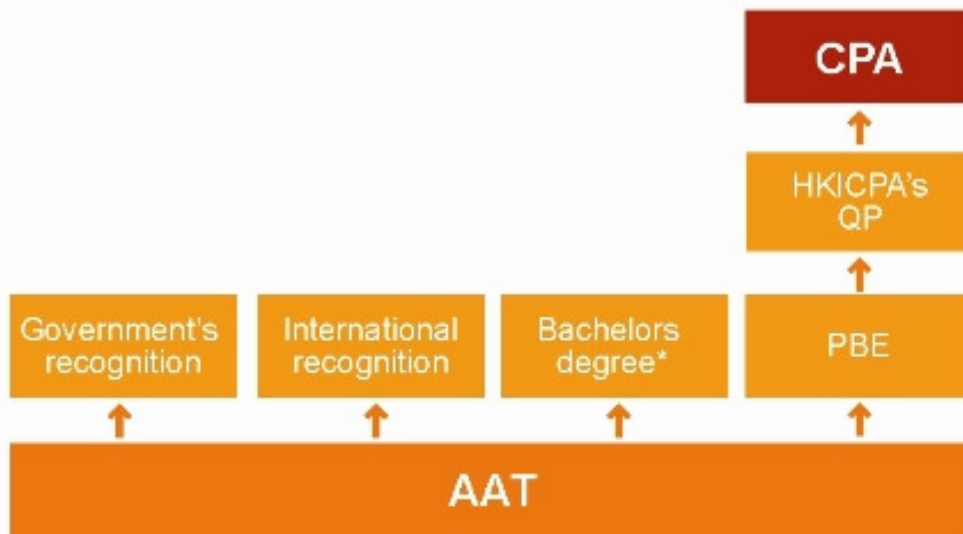 CPA
HKICPA's
QP
Government's
recognition
International
recognition
Bachelors
degree*
PBE
AAT